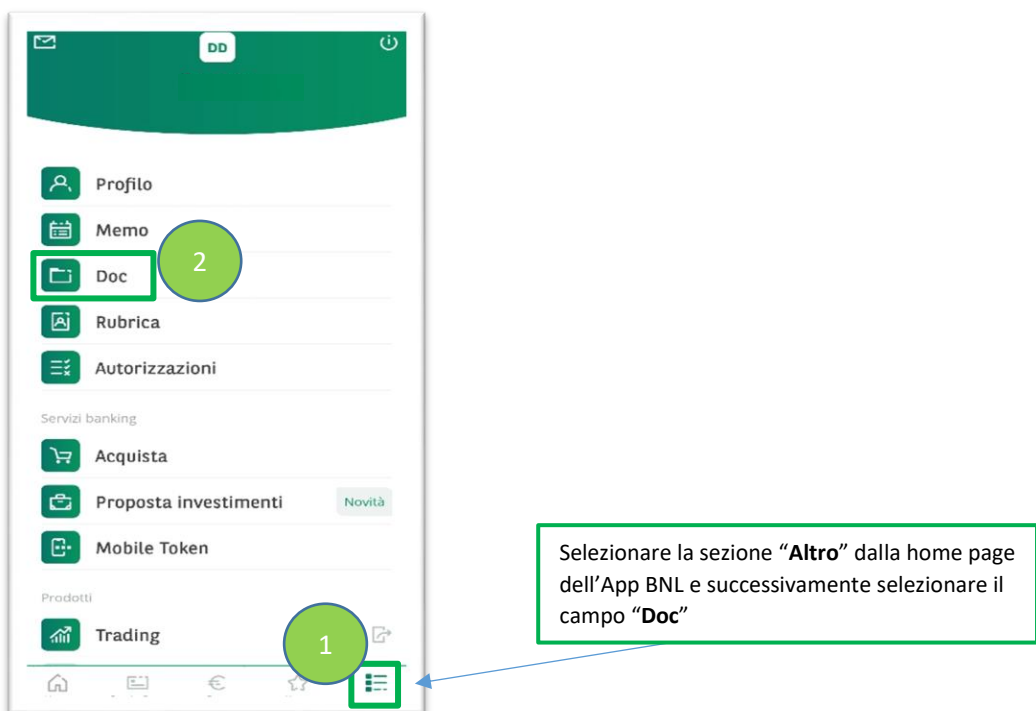 DD
Profilo
Memo
2
Doc
Rubrica
Autorizzazioni
Servizi banking
Acquista
Proposta investimenti Novità
Mobile Token
Prodotti
Trading
1
Selezionare la sezione “Altro” dalla home page
dell’App BNL e successivamente selezionare il
campo “Doc”